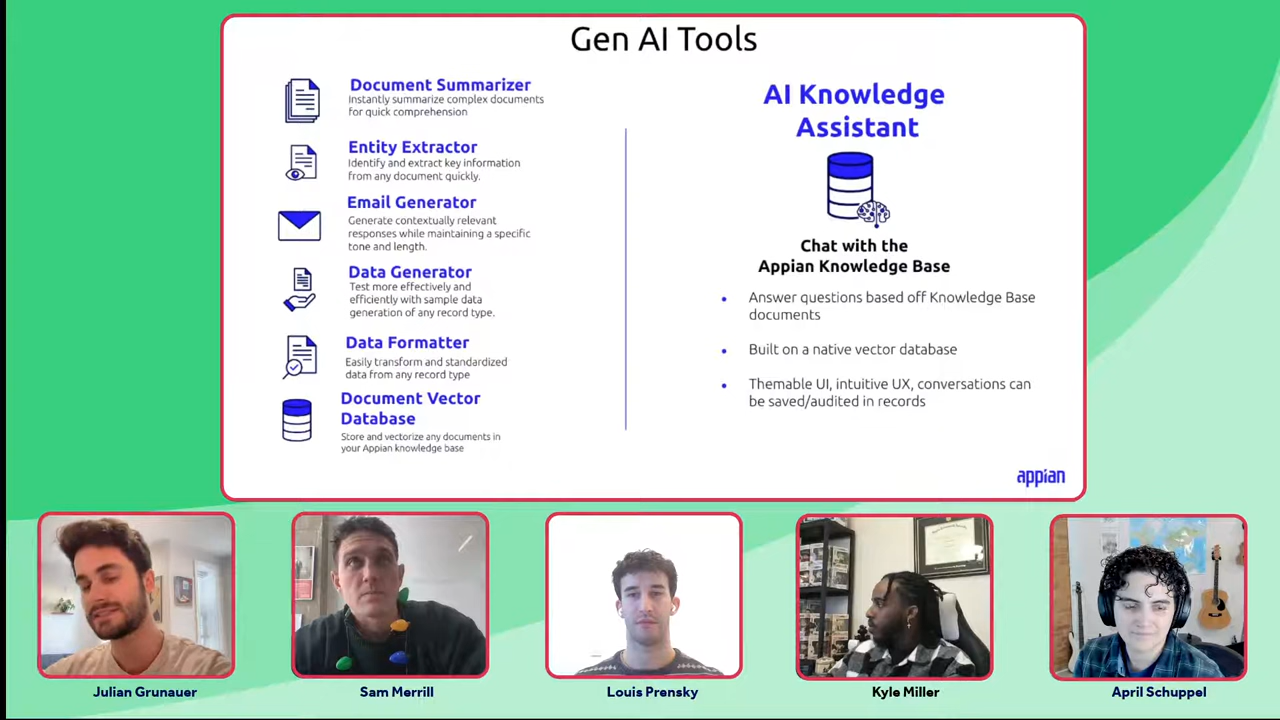 Gen AI Tools
Document Summarizer
Instantly summarize complex documents
for quick comprehension
Entity Extractor
Identify and extract key information
from any document quickly.
Email Generator
Generate contextually relevant
responses while maintaining a specific
tone and length.
Data Generator
Test more effectively and
efficiently with sample data
generation of any record type.
Data Formatter
Easily transform and standardized
data from any record type
Document Vector
Database
Store and vectorize any documents in
your Appian knowledge base
AI Knowledge
Assistant
Chat with the
Appian Knowledge Base
• Answer questions based off Knowledge Base
documents
• Built on a native vector database
• Themable UI, intuitive UX, conversations can
be saved/audited in records
appian
Julian Grunauer
Sam Merrill
Louis Prensky
Kyle Miller
April Schuppel